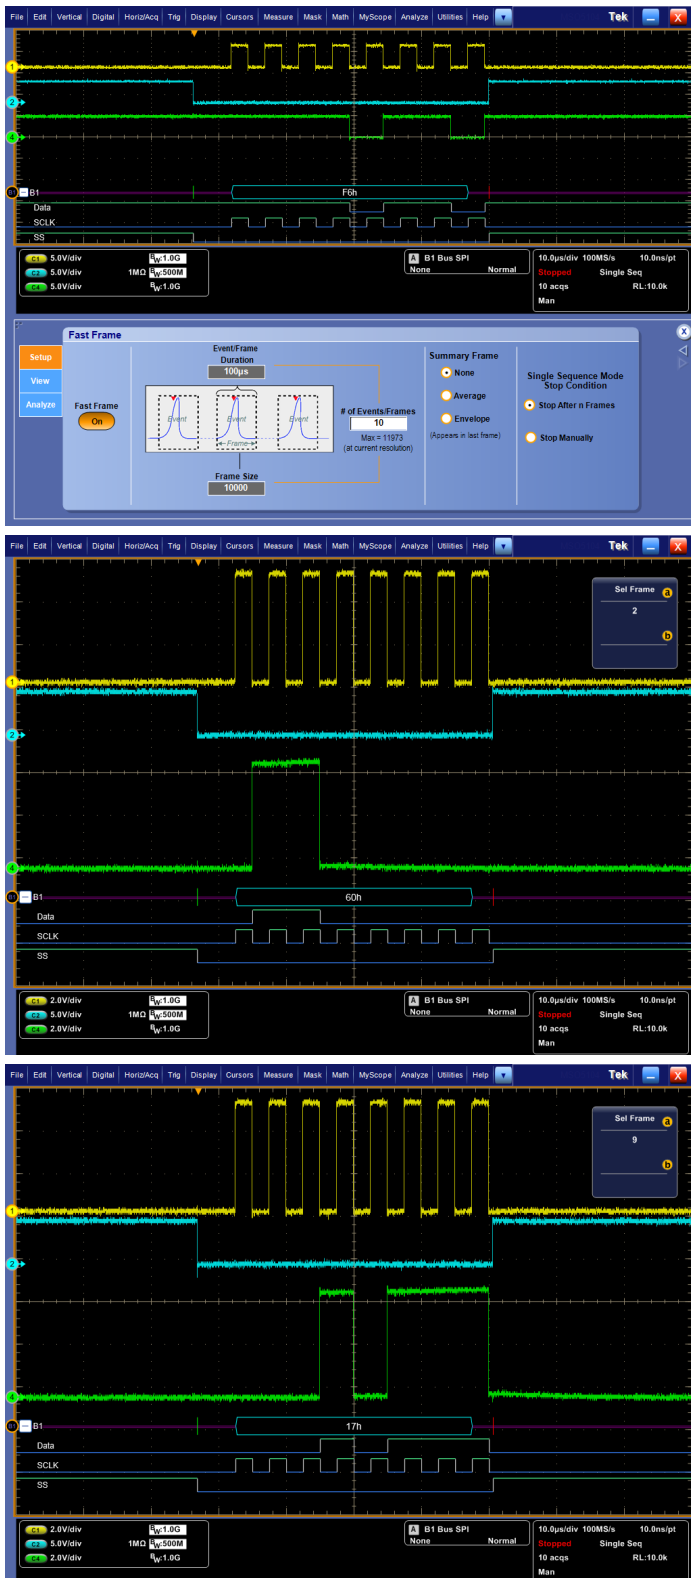 File Edit Vertical Digital Horiz/Acq Trig Display Cursors Measure Mask Math MyScope Analyze Utilities Help Tek X
1
2
4
B1 B1 F6h
Data
SCLK
SS
C1 5.0V/div BW:1.0G
C2 5.0V/div 1MΩ BW:500M
C4 5.0V/div BW:1.0G
A B1 Bus SPI
None Normal
10.0µs/div 100MS/s 10.0ns/pt
Stopped Single Seq
10 acqs RL:10.0k
Man
Fast Frame X
Setup
View
Analyze
Fast Frame
On
Event/Frame
Duration
100µs
Event Event Event
Frame
Frame Size
10000
# of Events/Frames
10
Max = 11973
(at current resolution)
Summary Frame
None
Average
Envelope
(Appears in last frame)
Single Sequence Mode
Stop Condition
Stop After n Frames
Stop Manually
File Edit Vertical Digital Horiz/Acq Trig Display Cursors Measure Mask Math MyScope Analyze Utilities Help Tek X
Sel Frame a
2
b
1
2
4
B1 B1 60h
Data
SCLK
SS
C1 2.0V/div BW:1.0G
C2 5.0V/div 1MΩ BW:500M
C4 2.0V/div BW:1.0G
A B1 Bus SPI
None Normal
10.0µs/div 100MS/s 10.0ns/pt
Stopped Single Seq
10 acqs RL:10.0k
Man
File Edit Vertical Digital Horiz/Acq Trig Display Cursors Measure Mask Math MyScope Analyze Utilities Help Tek X
Sel Frame a
9
b
1
2
4
B1 B1 17h
Data
SCLK
SS
C1 2.0V/div BW:1.0G
C2 5.0V/div 1MΩ BW:500M
C4 2.0V/div BW:1.0G
A B1 Bus SPI
None Normal
10.0µs/div 100MS/s 10.0ns/pt
Stopped Single Seq
10 acqs RL:10.0k
Man